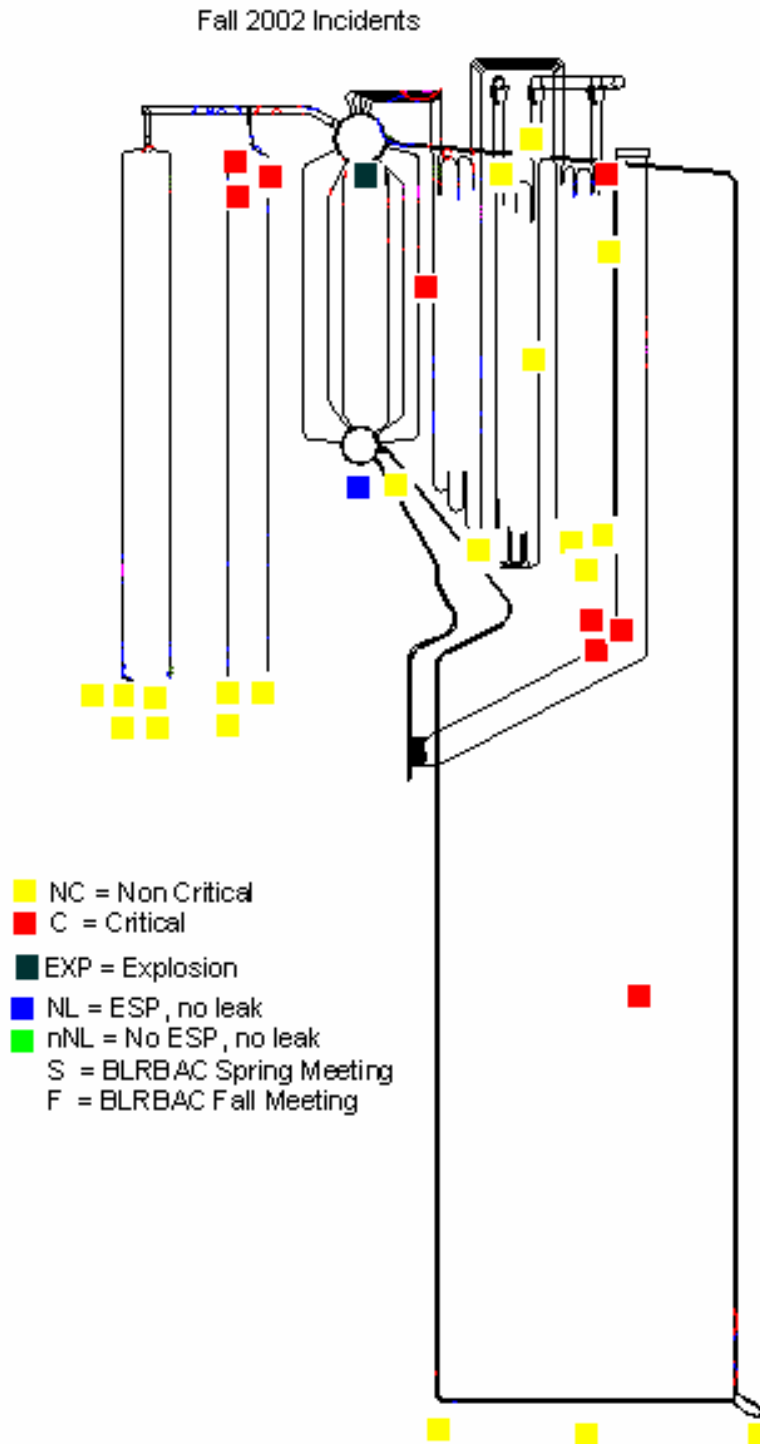 Fall 2002 Incidents
NC = Non Critical
C = Critical
EXP = Explosion
NL = ESP, no leak
nNL = No ESP, no leak
S = BLRBAC Spring Meeting
F = BLRBAC Fall Meeting